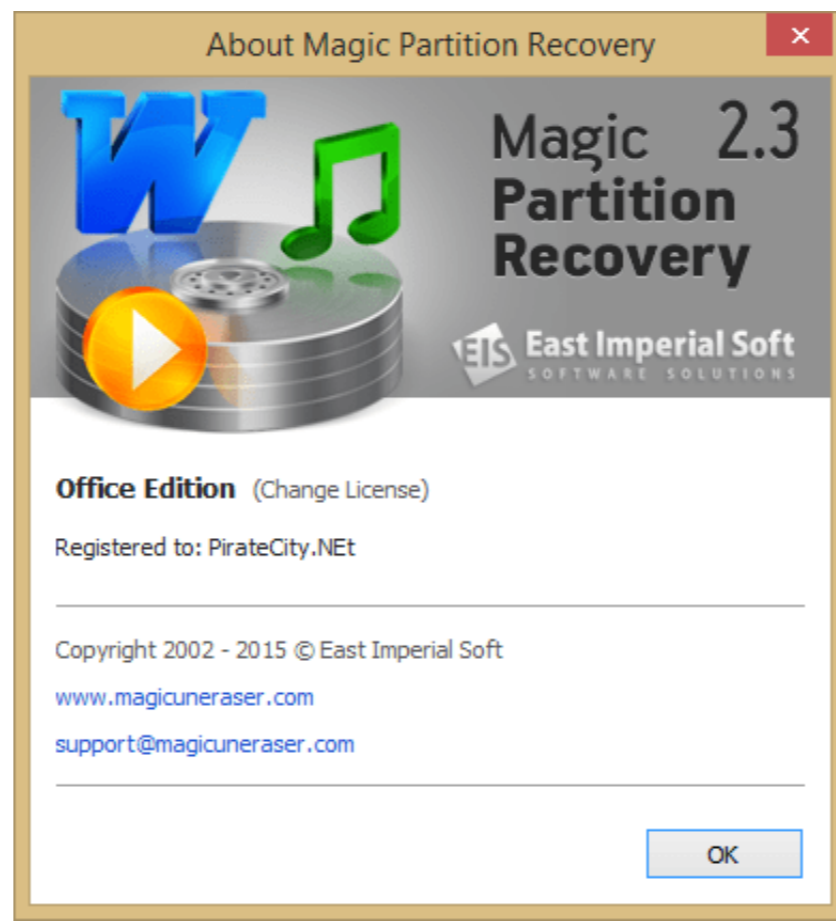 About Magic Partition Recovery
W
Magic 2.3
Partition
Recovery
EIS East Imperial Soft
SOFTWARE SOLUTIONS
Office Edition (Change License)
Registered to: PirateCity.NEt
Copyright 2002 - 2015 © East Imperial Soft
www.magicuneraser.com
support@magicuneraser.com
OK